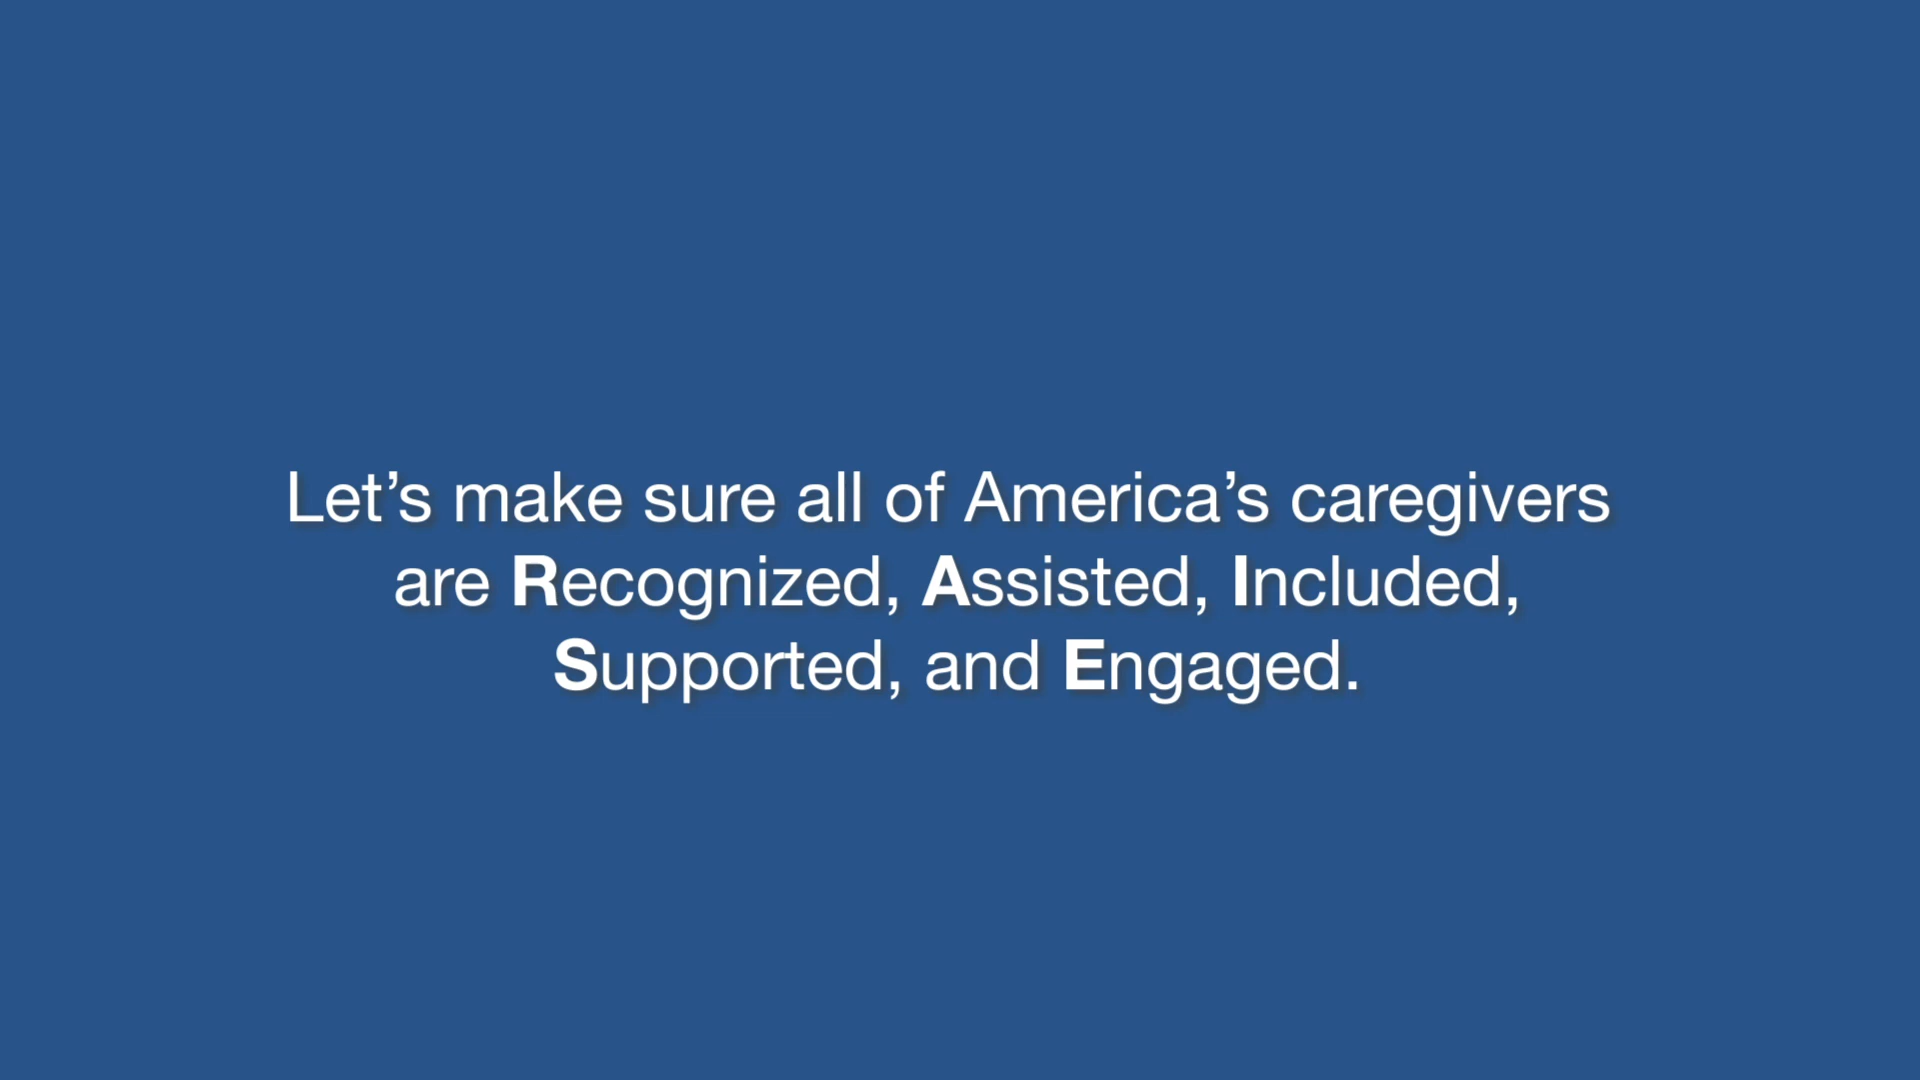 Let’s make sure all of America’s caregivers
are Recognized, Assisted, Included,
Supported, and Engaged.